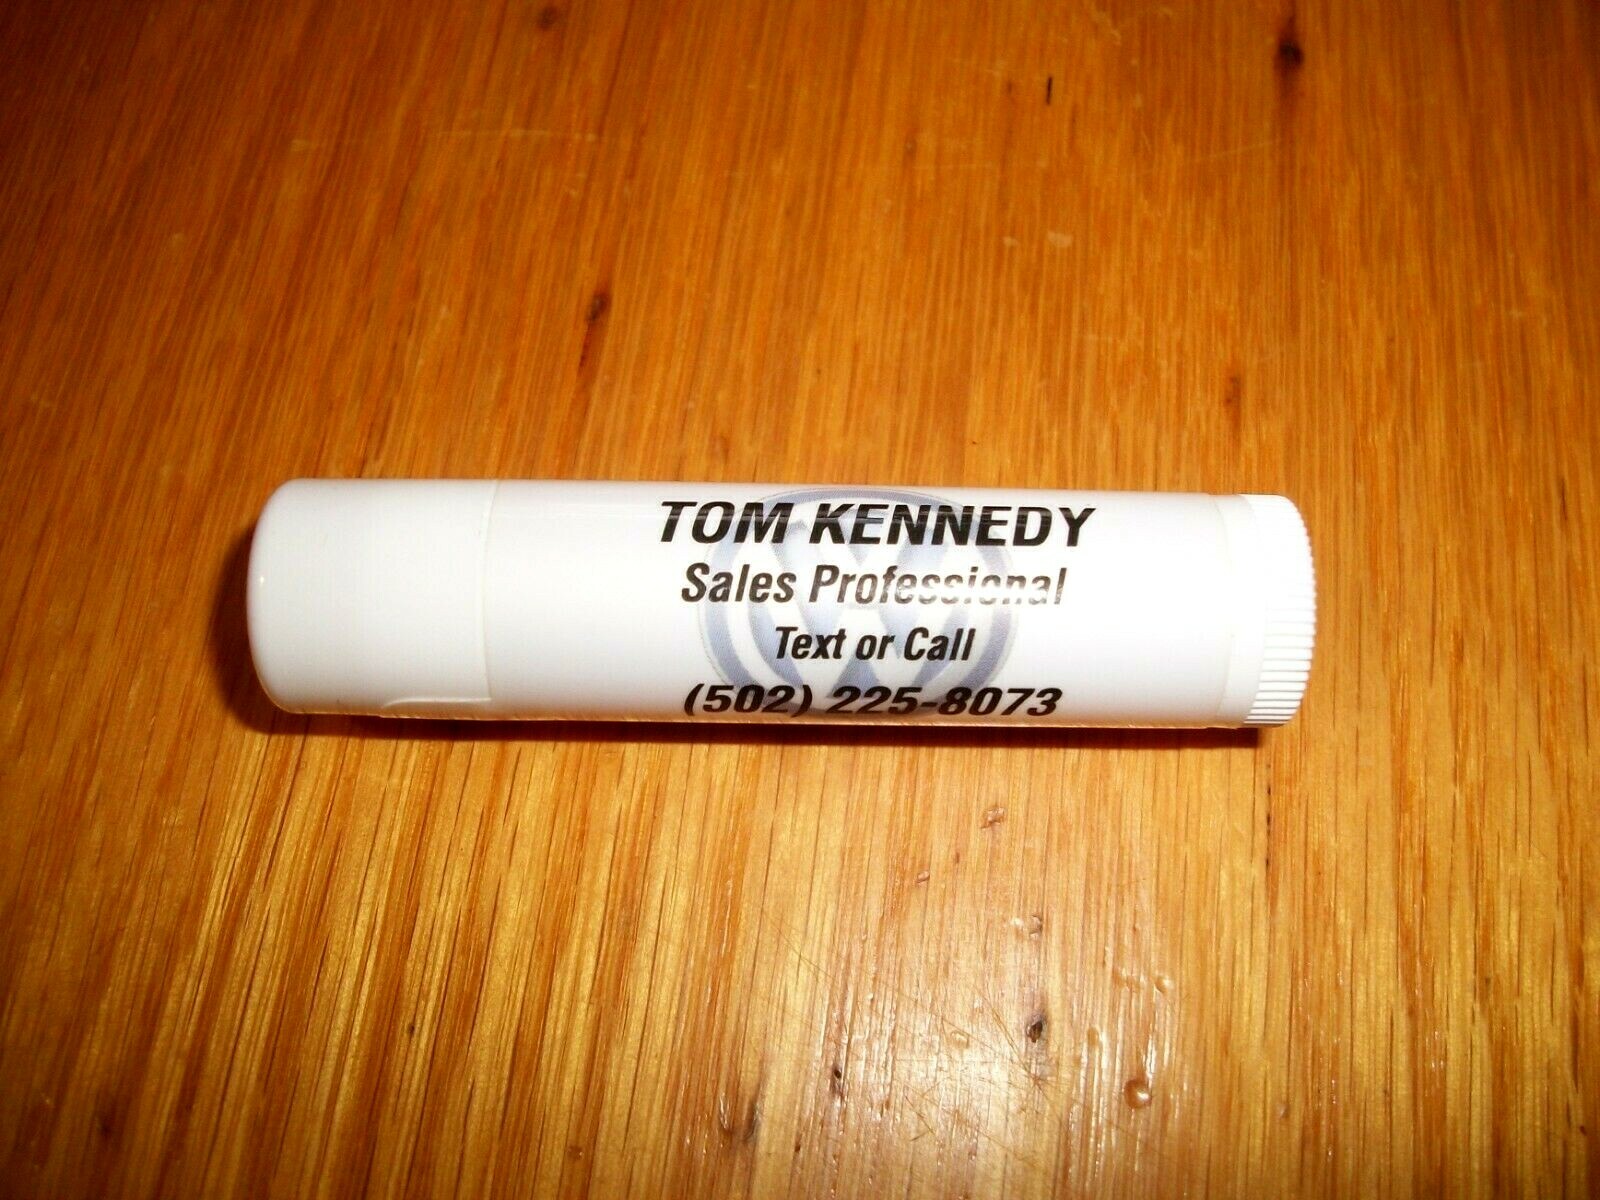 TOM KENNEDY
Sales Professional
Text or Call
(502) 225-8073